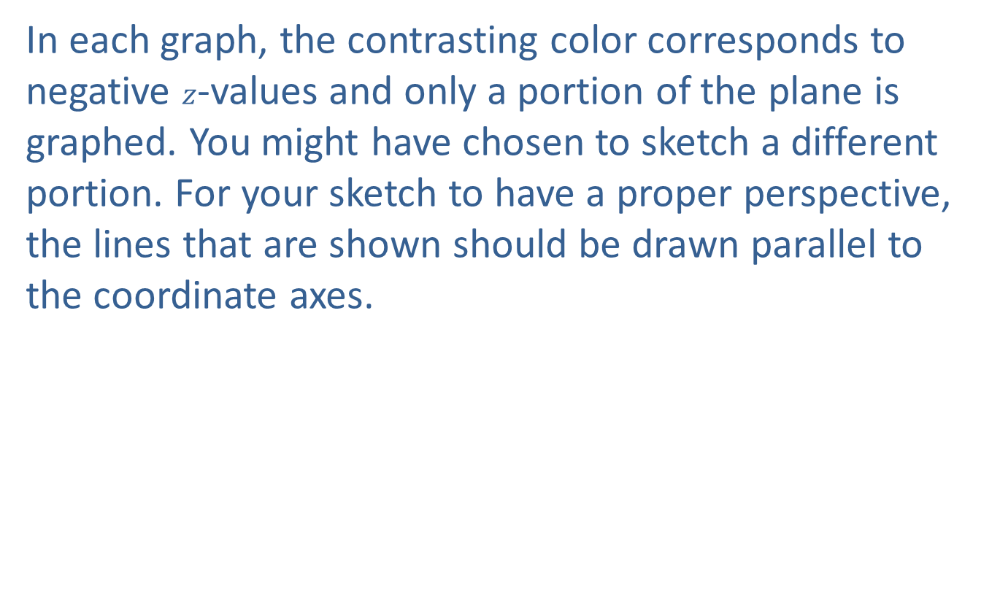 In each graph, the contrasting color corresponds to
negative z-values and only a portion of the plane is
graphed. You might have chosen to sketch a different
portion. For your sketch to have a proper perspective,
the lines that are shown should be drawn parallel to
the coordinate axes.